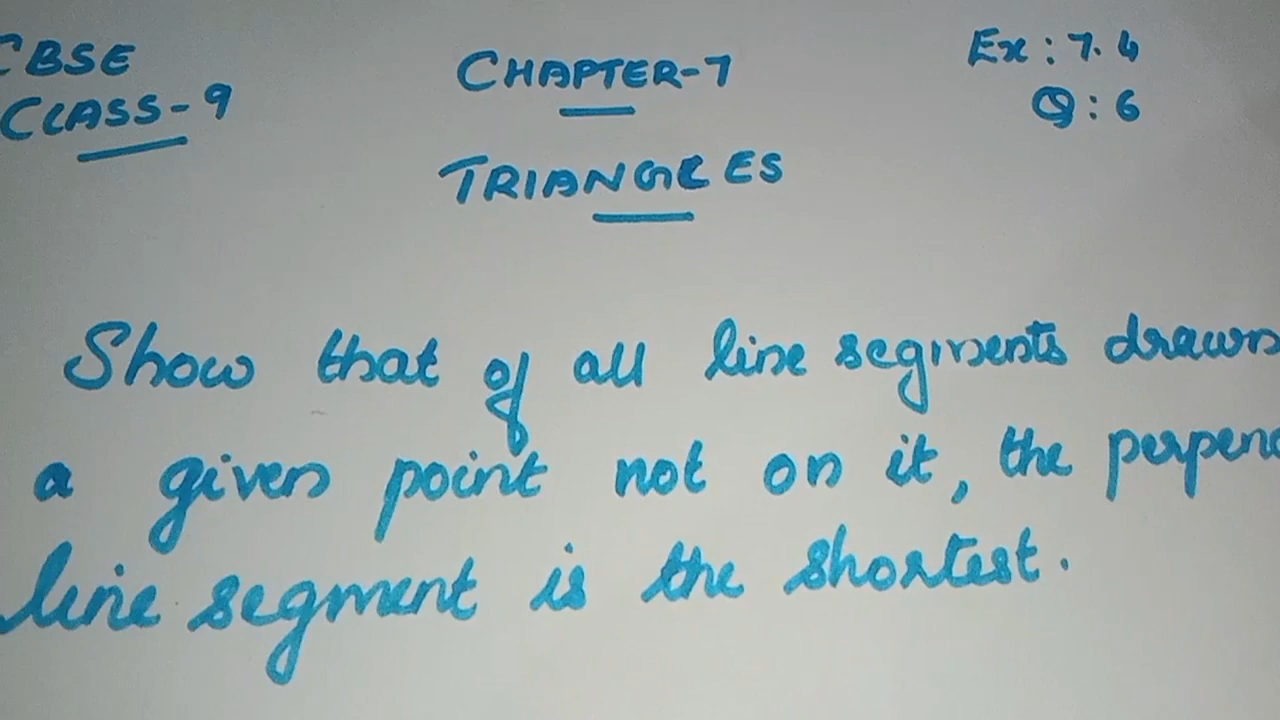 CBSE
CLASS-9
CHAPTER-7
Ex: 7.4
Q: 6
TRIANGLES
Show that of all line segments drawn
a given point not on it, the perpend
line segment is the shortest.